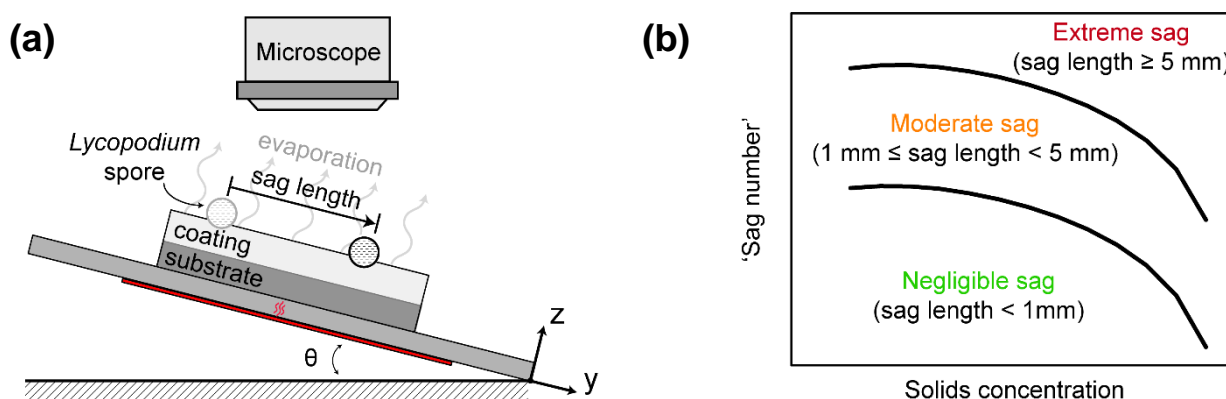 (a)
Microscope
Lycopodium
spore
evaporation
sag length
coating
substrate
θ
z
y
(b)
'Sag number'
Extreme sag
(sag length ≥ 5 mm)
Moderate sag
(1 mm ≤ sag length < 5 mm)
Negligible sag
(sag length < 1mm)
Solids concentration